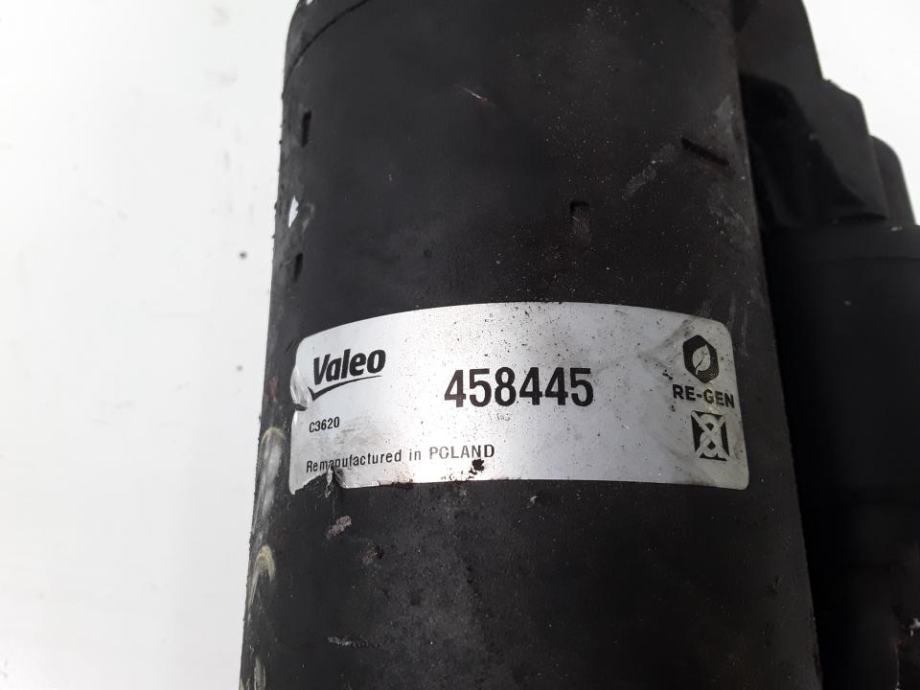 Valeo
458445
RE-GEN
C3620
Remanufactured in POLAND